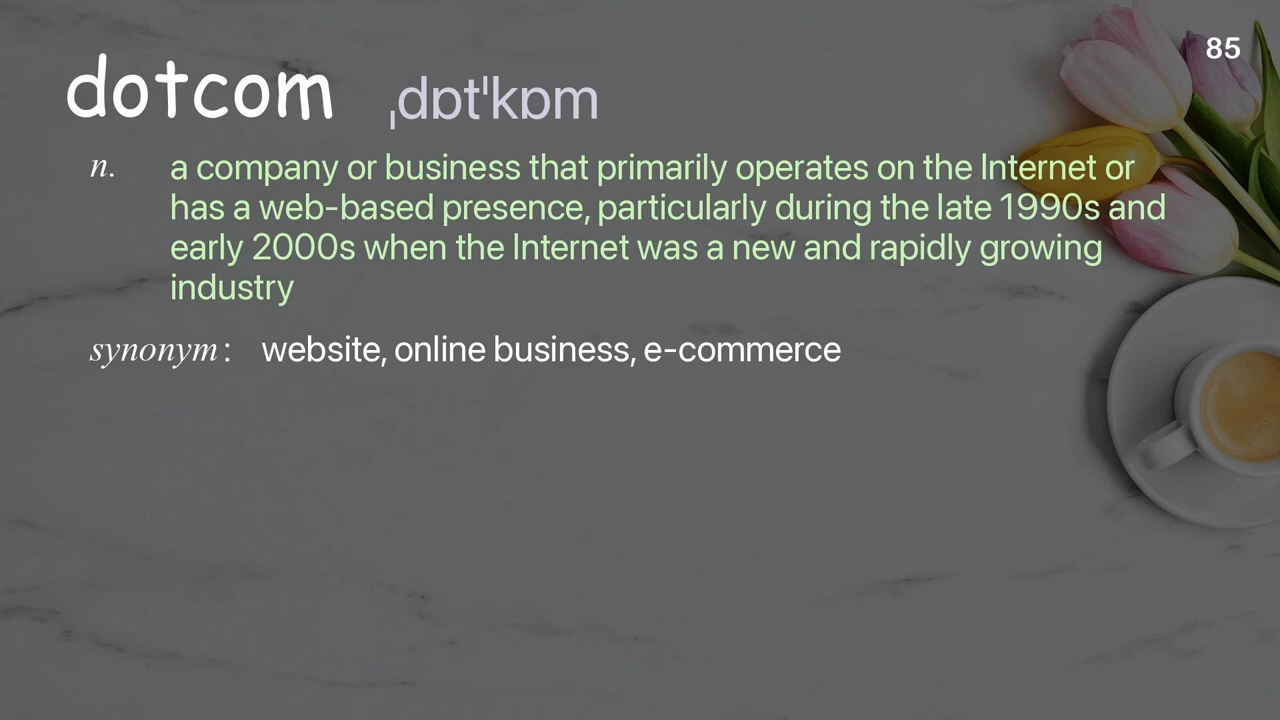 85
dotcom ˌdɒtˈkɒm
n. a company or business that primarily operates on the Internet or
has a web-based presence, particularly during the late 1990s and
early 2000s when the Internet was a new and rapidly growing
industry
synonym: website, online business, e-commerce